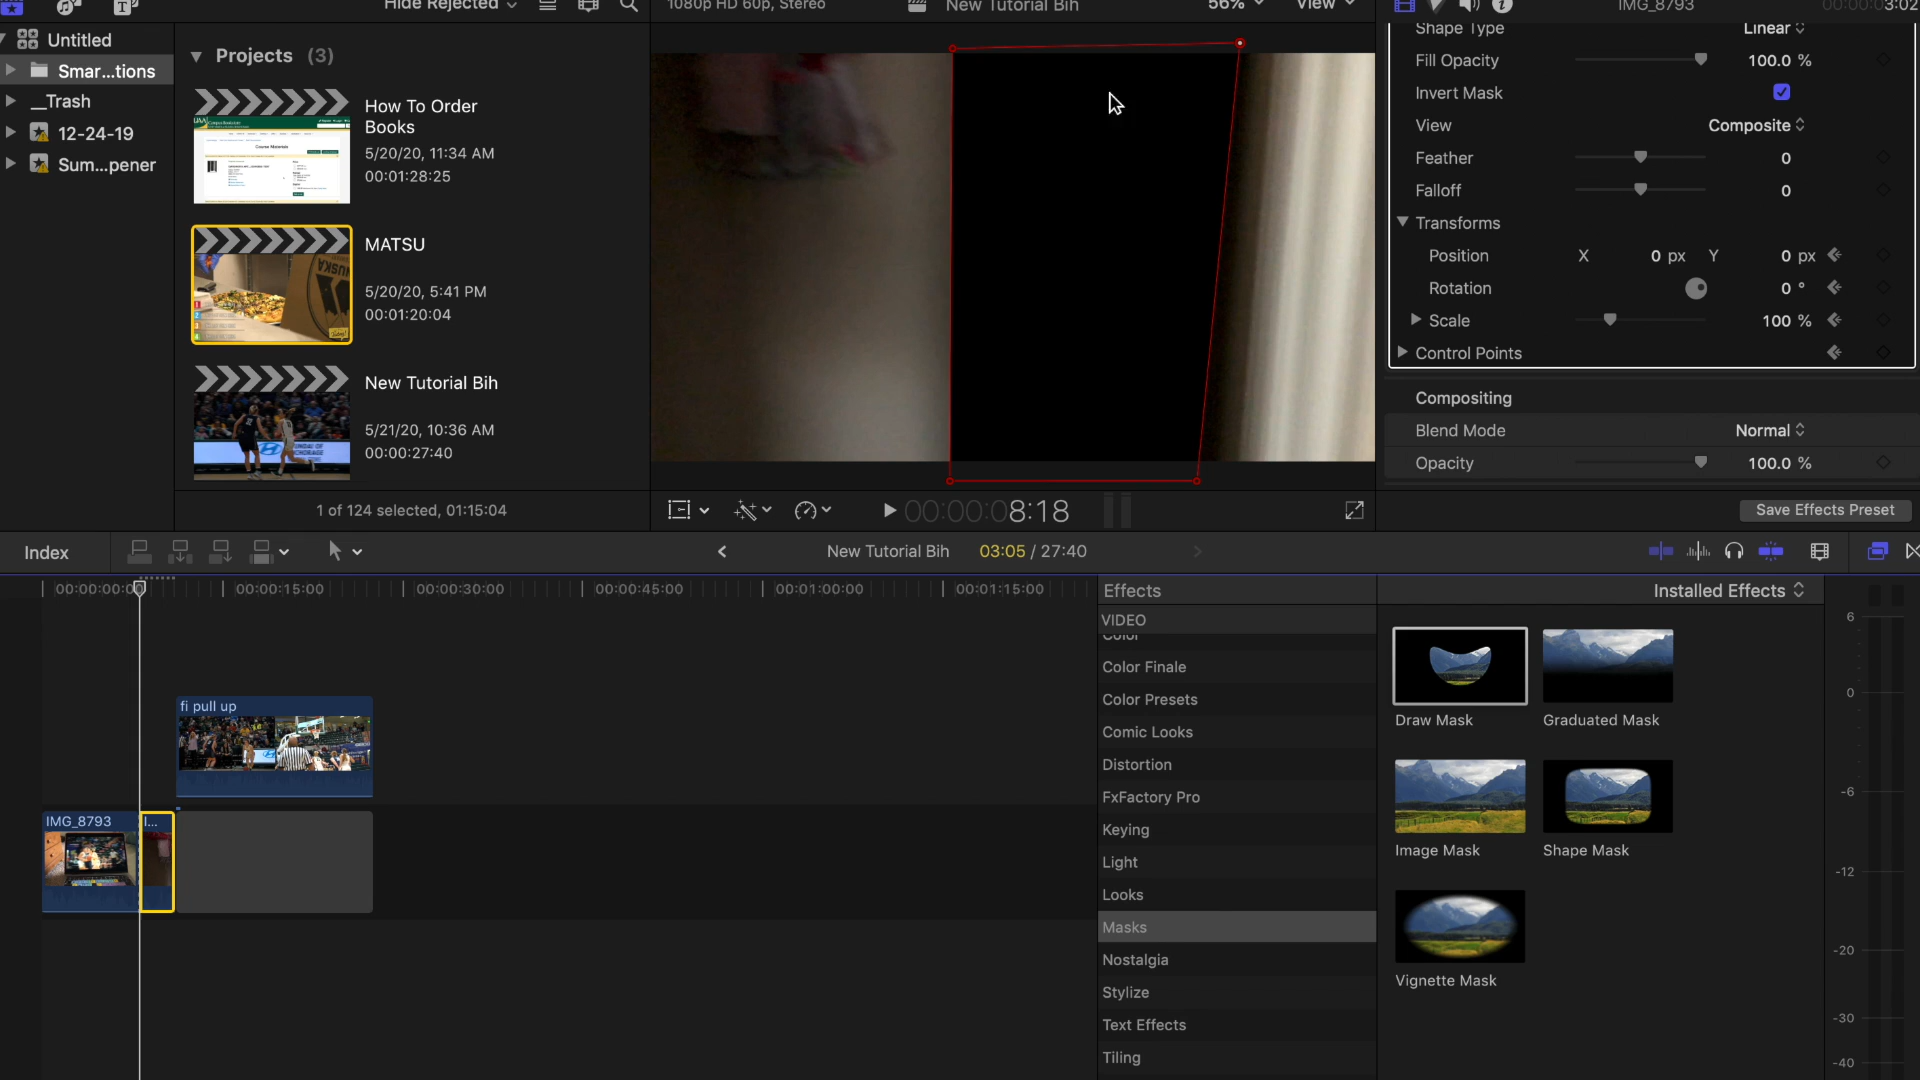 Hide Rejected
1080p HD 60p, Stereo
New Tutorial Bih
56%
View
IMG_8793
00:00:03:02
Untitled
Smar...tions
__Trash
12-24-19
Sum...pener
Projects (3)
How To Order
Books
5/20/20, 11:34 AM
00:01:28:25
MATSU
5/20/20, 5:41 PM
00:01:20:04
New Tutorial Bih
5/21/20, 10:36 AM
00:00:27:40
1 of 124 selected, 01:15:04
00:00:08:18
Shape Type
Linear
Fill Opacity
100.0 %
Invert Mask
View
Composite
Feather
0
Falloff
0
Transforms
Position X 0 px Y 0 px
Rotation
0 °
Scale
100 %
Control Points
Compositing
Blend Mode
Normal
Opacity
100.0 %
Save Effects Preset
Index
New Tutorial Bih
03:05 / 27:40
00:00:00:0
00:00:15:00
00:00:30:00
00:00:45:00
00:01:00:00
00:01:15:00
fi pull up
IMG_8793
I...
Effects
Installed Effects
VIDEO
Color
Color Finale
Color Presets
Comic Looks
Distortion
FxFactory Pro
Keying
Light
Looks
Masks
Nostalgia
Stylize
Text Effects
Tiling
Draw Mask
Graduated Mask
Image Mask
Shape Mask
Vignette Mask
6
0
-6
-12
-20
-30
-40